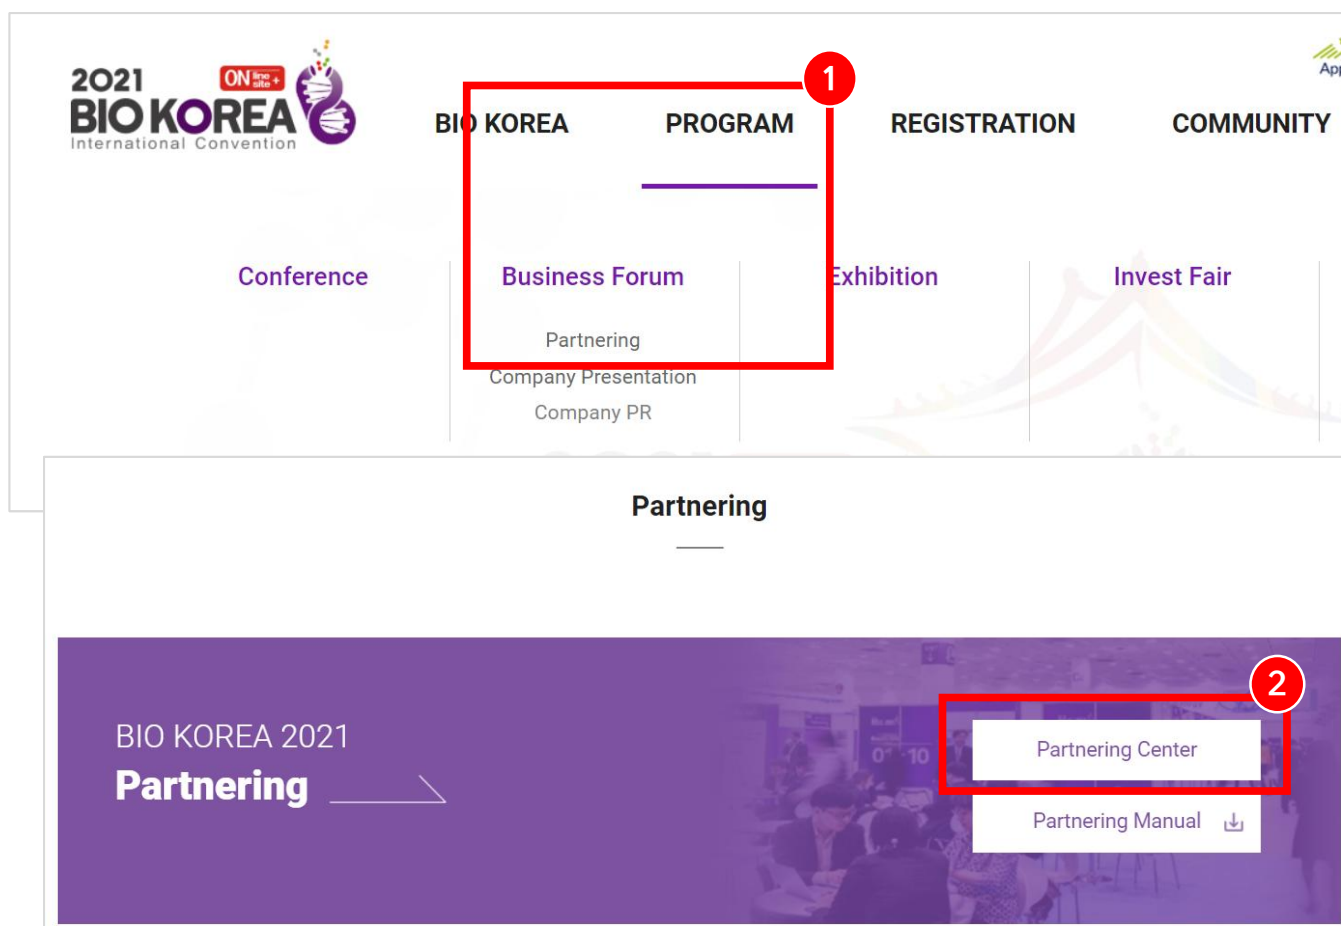 2021 ON line site +
BIO KOREA
International Convention
BIO KOREA PROGRAM REGISTRATION COMMUNITY
1
Conference Business Forum Exhibition Invest Fair
Partnering
Company Presentation
Company PR
Partnering
2
BIO KOREA 2021
Partnering
Partnering Center
Partnering Manual